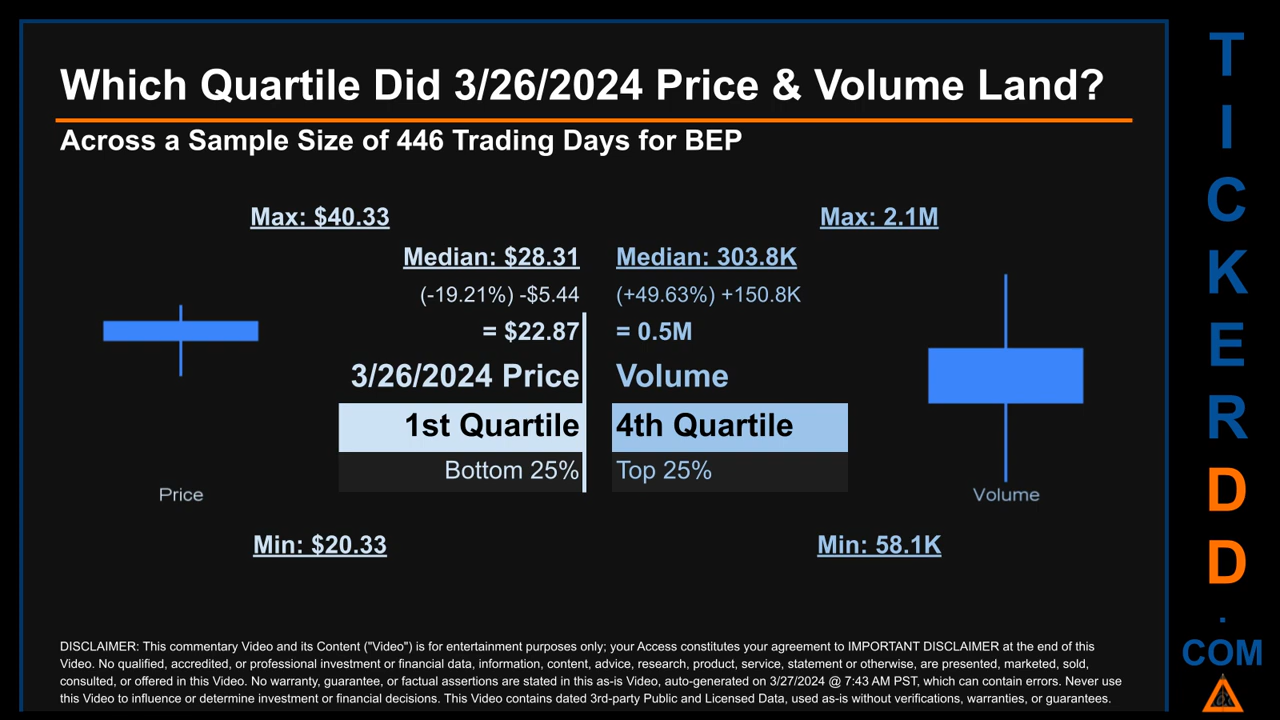 Which Quartile Did 3/26/2024 Price & Volume Land?
Across a Sample Size of 446 Trading Days for BEP
Max: $40.33
Max: 2.1M
Median: $28.31
Median: 303.8K
(-19.21%) -$5.44
(+49.63%) +150.8K
= $22.87
= 0.5M
3/26/2024 Price
Volume
1st Quartile
4th Quartile
Bottom 25%
Top 25%
Price
Volume
Min: $20.33
Min: 58.1K
DISCLAIMER: This commentary Video and its Content ("Video") is for entertainment purposes only; your Access constitutes your agreement to IMPORTANT DISCLAIMER at the end of this
Video. No qualified, accredited, or professional investment or financial data, information, content, advice, research, product, service, statement or otherwise, are presented, marketed, sold,
consulted, or offered in this Video. No warranty, guarantee, or factual assertions are stated in this as-is Video, auto-generated on 3/27/2024 @ 7:43 AM PST, which can contain errors. Never use
this Video to influence or determine investment or financial decisions. This Video contains dated 3rd-party Public and Licensed Data, used as-is without verifications, warranties, or guarantees.
T
I
C
K
E
R
D
D
.
COM